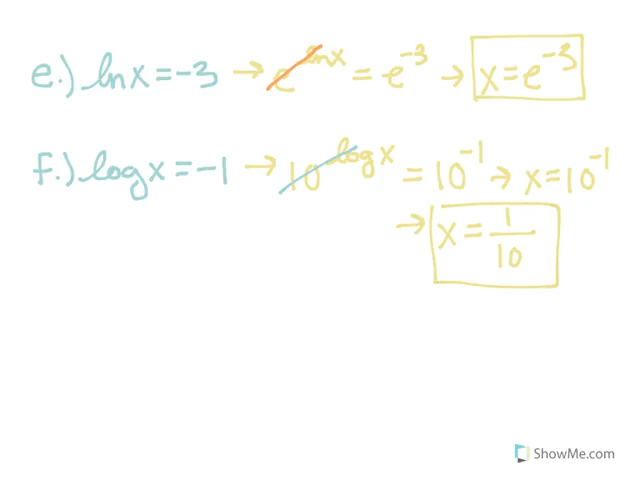 e.) ln x = -3 → e^{ln x} = e^{-3} → x = e^{-3}
f.) log x = -1 → 10^{log x} = 10^{-1} → x = 10^{-1}
→ x = 1/10
ShowMe.com